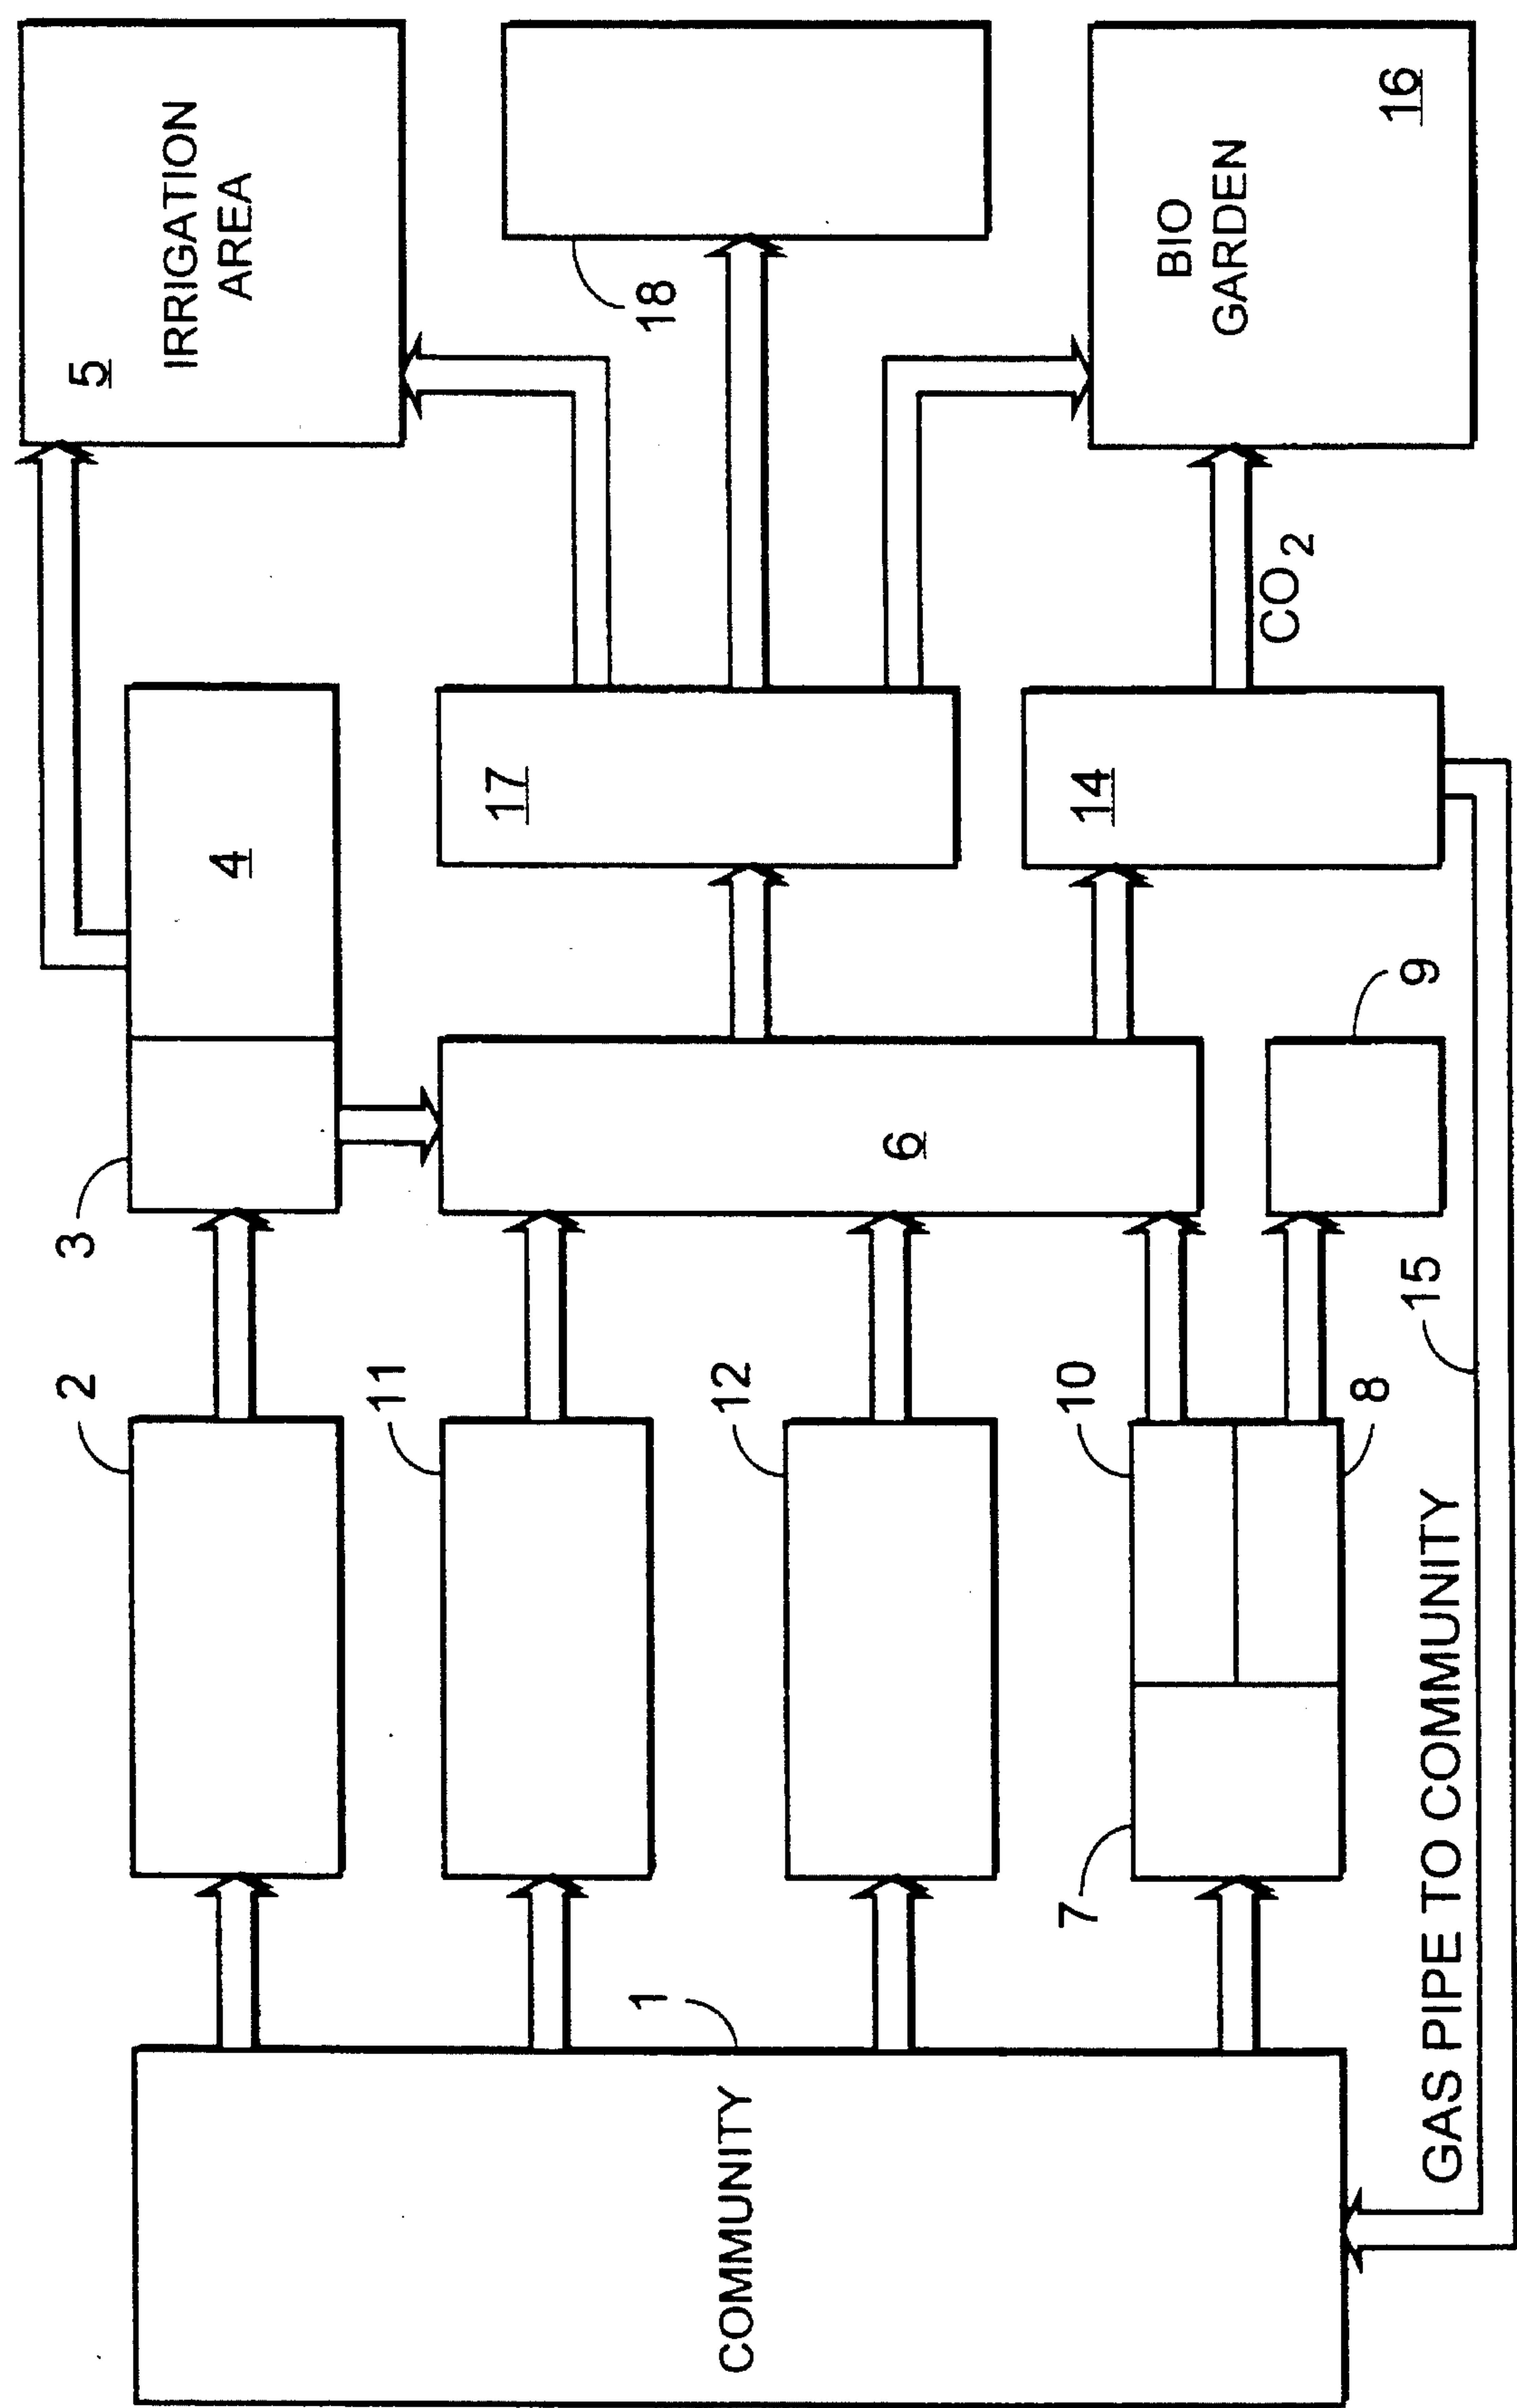 5
IRRIGATION
AREA
18
BIO
GARDEN
16
4
17
14
CO2
3
6
9
2
11
12
10
8
15
7
1
COMMUNITY
GAS PIPE TO COMMUNITY